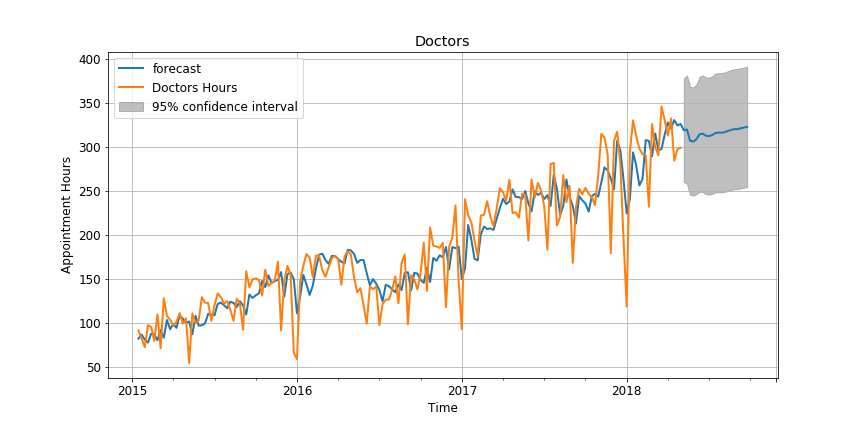 Doctors
forecast
Doctors Hours
95% confidence interval
400
350
300
250
200
150
100
50
Appointment Hours
2015
2016
2017
2018
Time